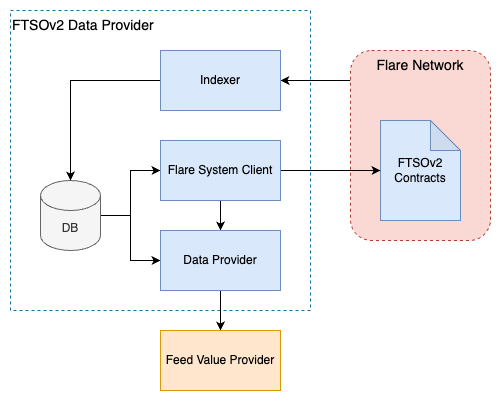 FTSOv2 Data Provider
Indexer
Flare Network
Flare System Client
FTSOv2
Contracts
DB
Data Provider
Feed Value Provider